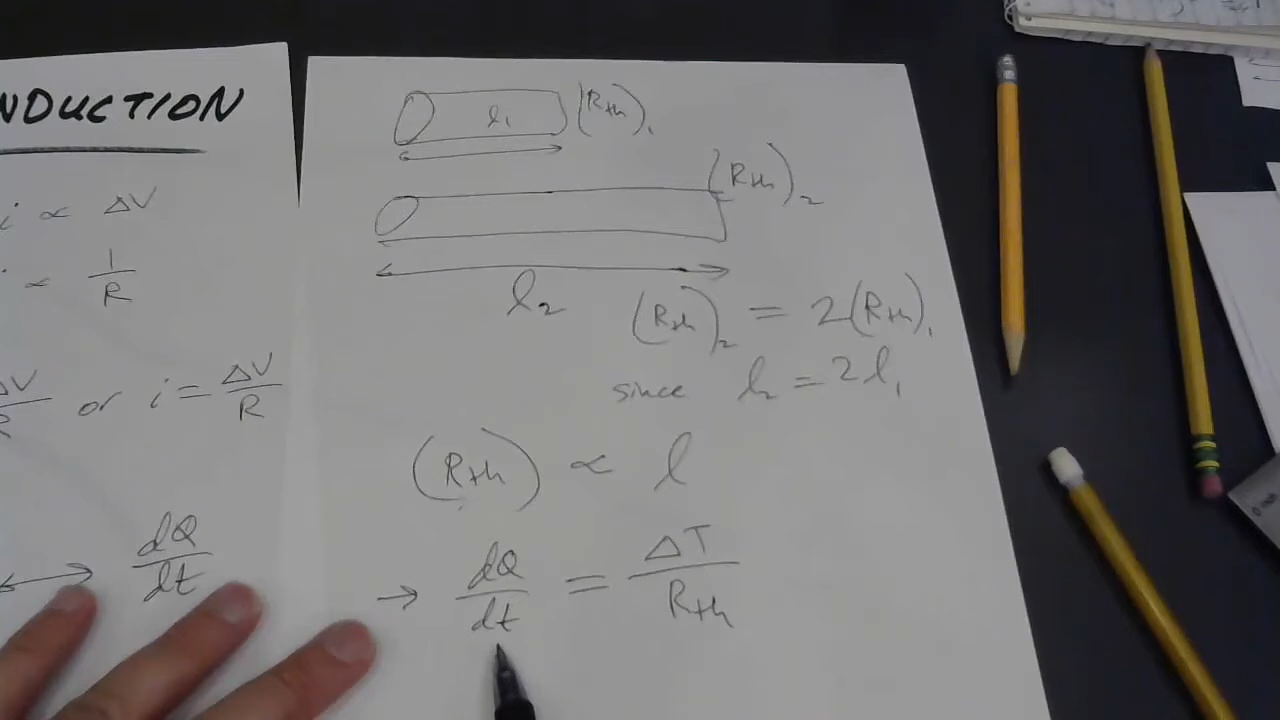 NDUCTION
i ∝ ΔV
∝ 1/R
ΔV/R or i = ΔV/R
dQ/dt
l₁ (Rth)₁
(Rth)₂
l₂
(Rth)₂ = 2(Rth)₁
since l₂ = 2l₁
(Rth) ∝ l
→ dQ/dt = ΔT/Rth